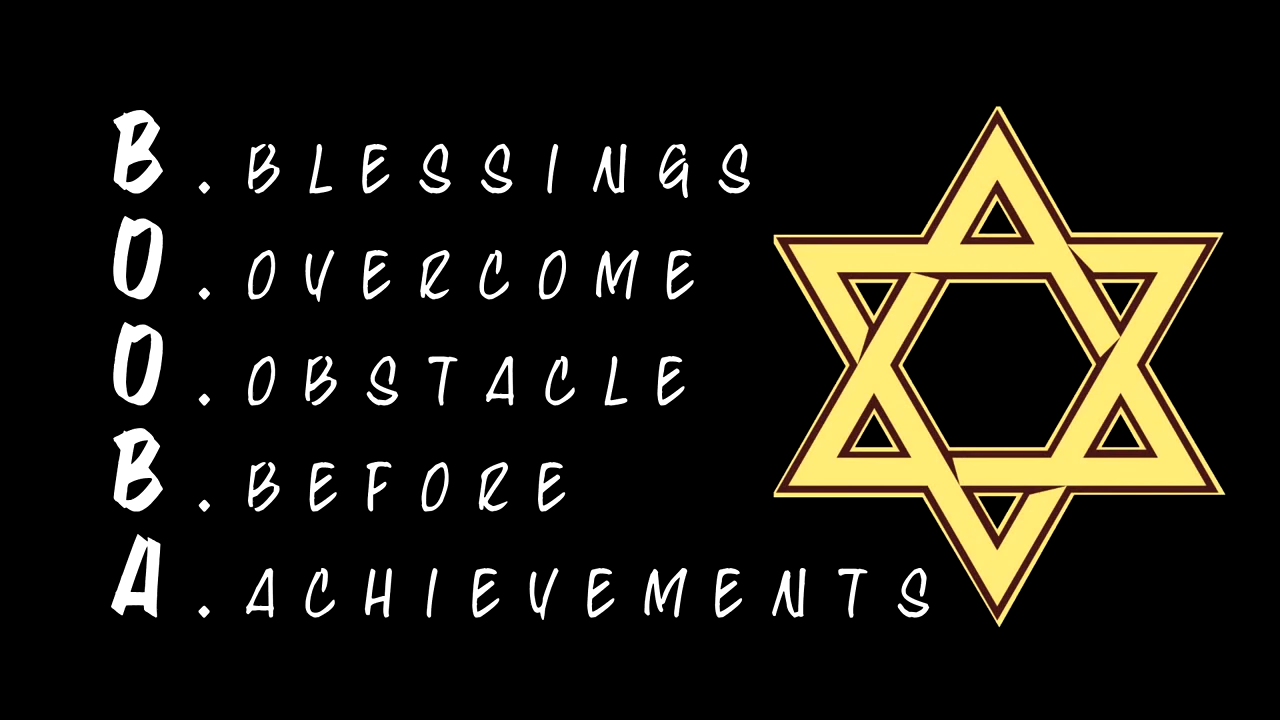 B. BLESSINGS
O. OVERCOME
O. OBSTACLE
B. BEFORE
A. ACHIEVEMENTS